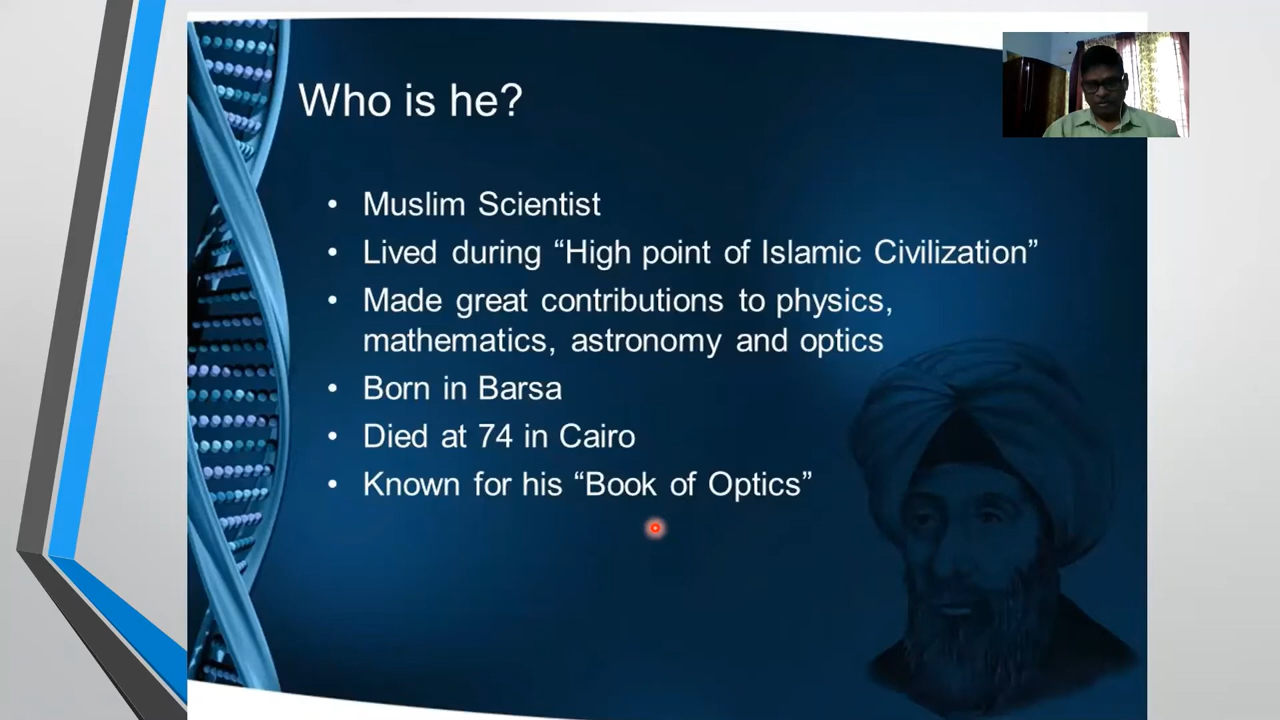 Who is he?
• Muslim Scientist
• Lived during “High point of Islamic Civilization”
• Made great contributions to physics,
mathematics, astronomy and optics
• Born in Barsa
• Died at 74 in Cairo
• Known for his “Book of Optics”